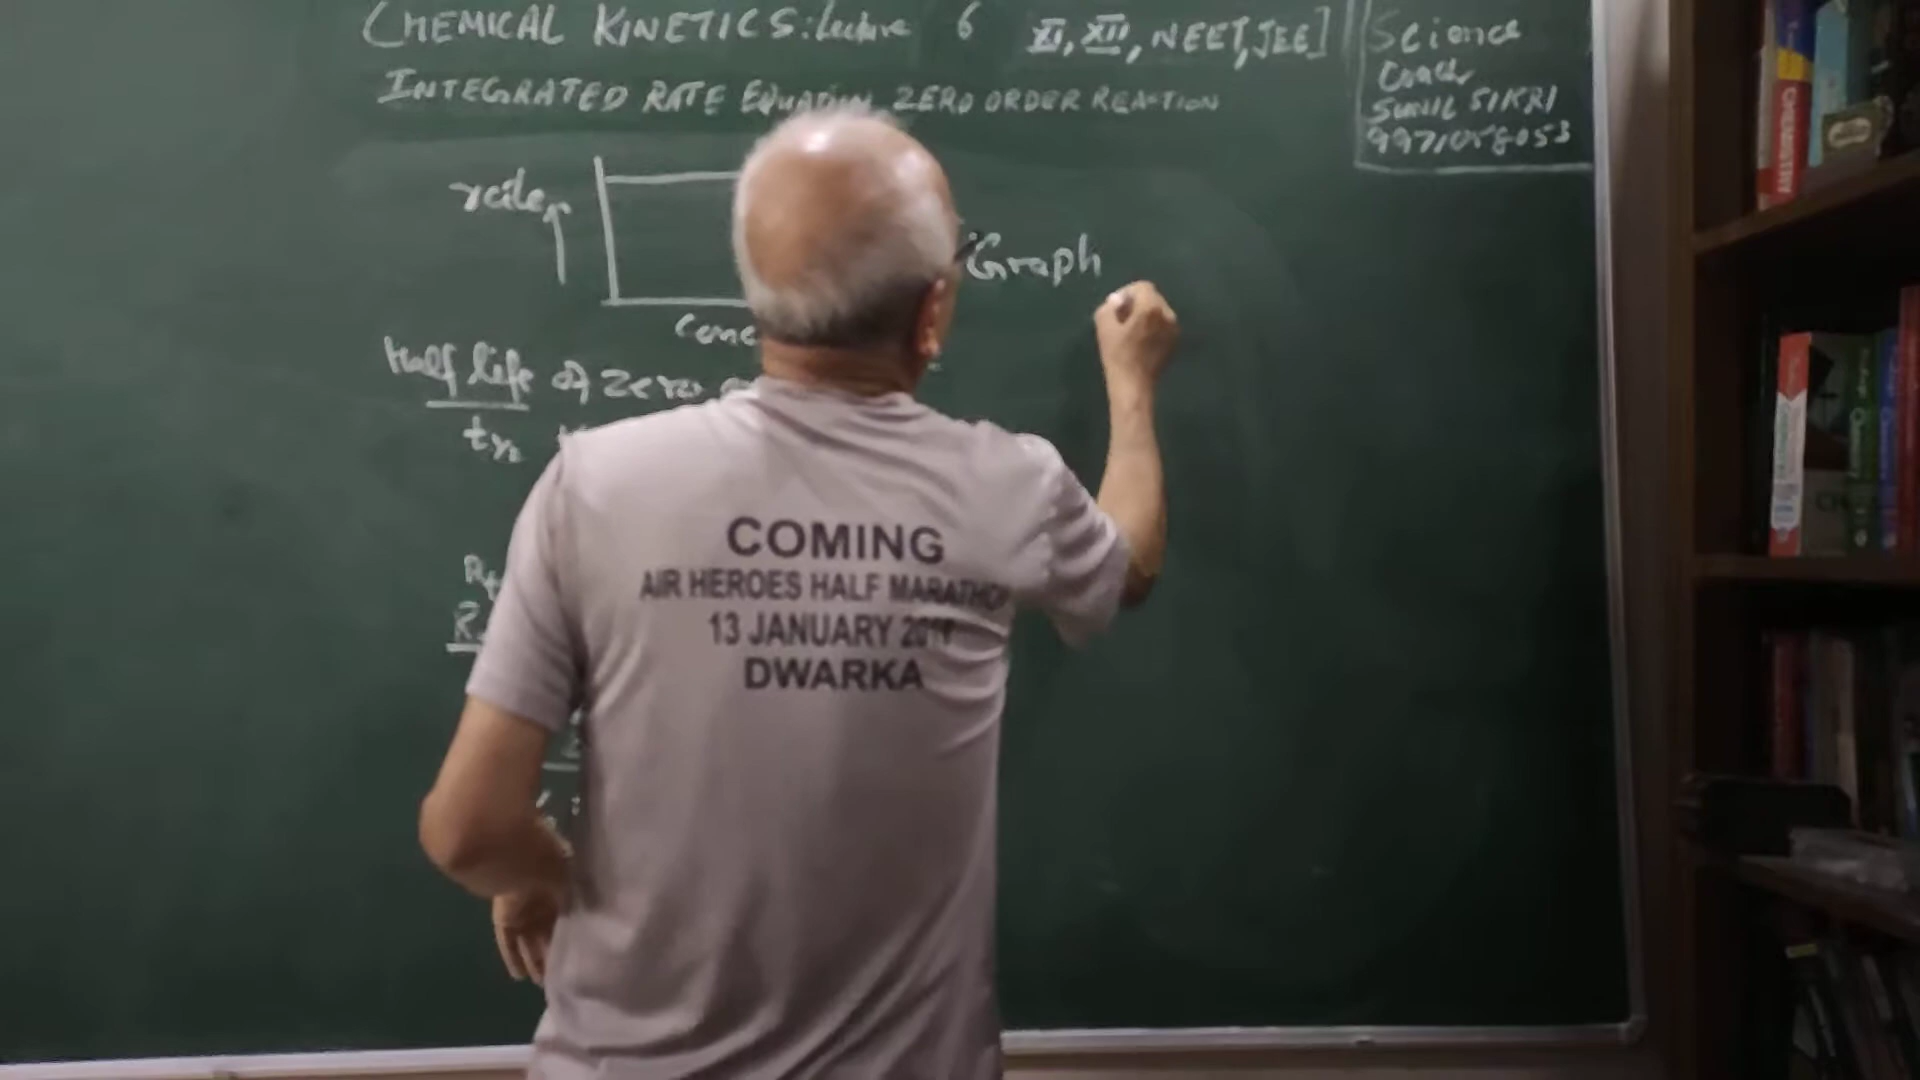 CHEMICAL KINETICS: Lecture 6 XI, XII, NEET, JEE]
INTEGRATED RATE EQUATION ZERO ORDER REACTION
Science
Coach
SUNIL SIKRI
9971058053
rate
Graph
Conc
Half life of zero
t½
COMING
AIR HEROES HALF MARATHON
13 JANUARY
DWARKA
CHEMISTRY